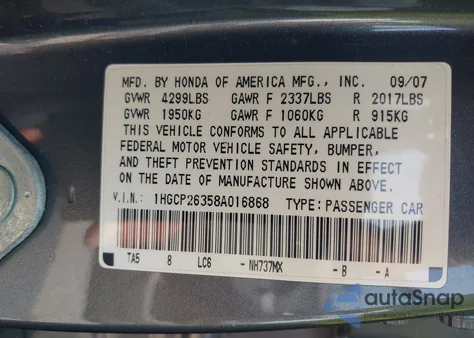 MFD. BY HONDA OF AMERICA MFG., INC. 09/07
GVWR 4299LBS GAWR F 2337LBS R 2017LBS
GVWR 1950KG GAWR F 1060KG R 915KG
THIS VEHICLE CONFORMS TO ALL APPLICABLE
FEDERAL MOTOR VEHICLE SAFETY, BUMPER,
AND THEFT PREVENTION STANDARDS IN EFFECT
ON THE DATE OF MANUFACTURE SHOWN ABOVE.
V.I.N.: 1HGCP26358A016868 TYPE: PASSENGER CAR
TA5 8 LC6 -NH737MX -B -A
autoSnap